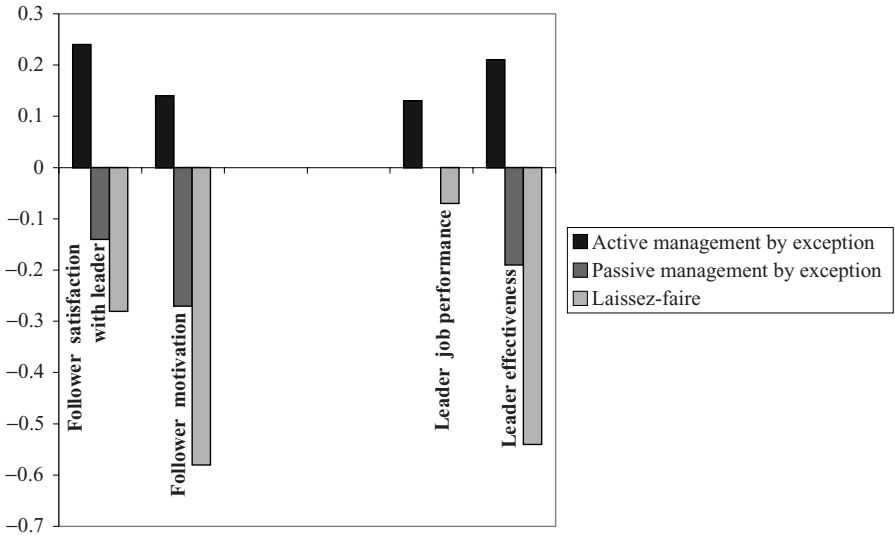 0.3
0.2
0.1
0
−0.1
−0.2
−0.3
−0.4
−0.5
−0.6
−0.7
Follower satisfaction
with leader
Follower motivation
Leader job performance
Leader effectiveness
Active management by exception
Passive management by exception
Laissez-faire